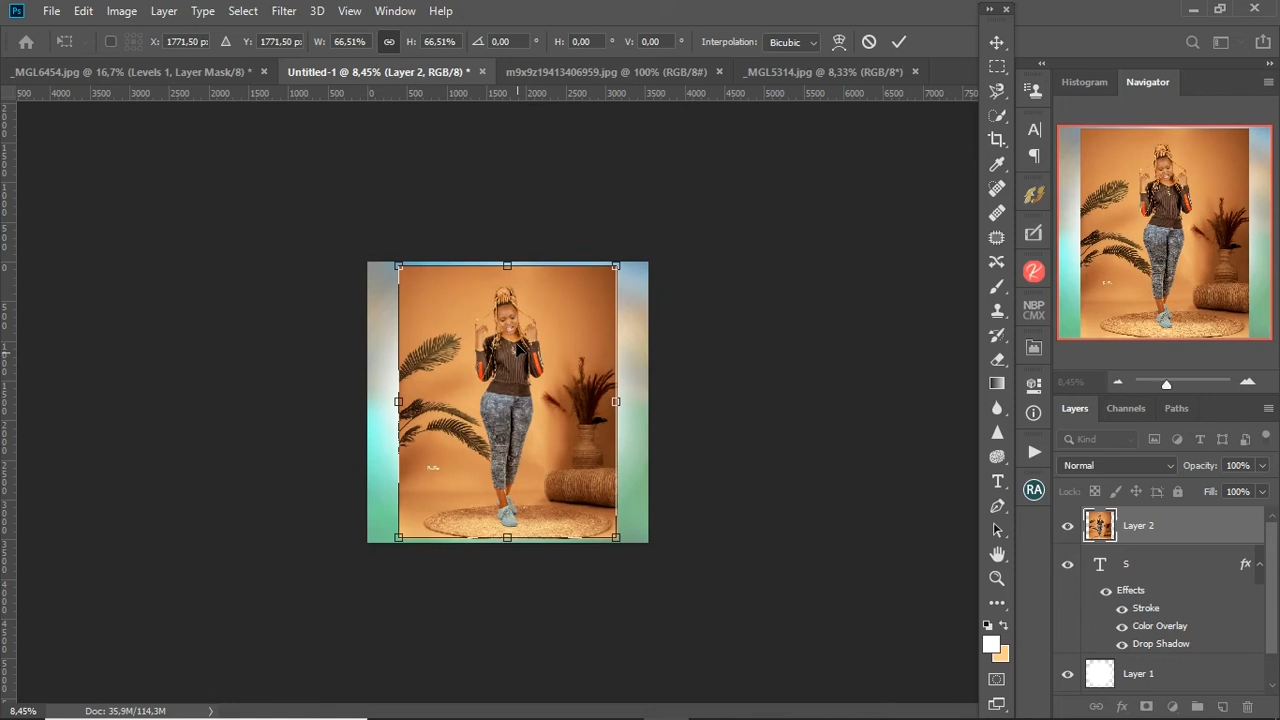 Ps File Edit Image Layer Type Select Filter 3D View Window Help
X: 1771,50 p: Y: 1771,50 p: W: 66,51% H: 66,51% 0,00 ° H: 0,00 ° V: 0,00 ° Interpolation: Bicubic
_MGL6454.jpg @ 16,7% (Levels 1, Layer Mask/8) * × Untitled-1 @ 8,45% (Layer 2, RGB/8) * × m9x9z19413406959.jpg @ 100% (RGB/8#) × _MGL5314.jpg @ 8,33% (RGB/8*) ×
500 4000 3500 3000 2500 2000 1500 1000 500 0 500 1000 1500 2000 2500 3000 3500 4000 4500 5000 5500 6000 6500 7000 750
Histogram Navigator
NBP
CMX
8,45%
Layers Channels Paths
Kind
Normal Opacity: 100%
Lock: Fill: 100%
RA
Layer 2
T S fx
Effects
Stroke
Color Overlay
Drop Shadow
Layer 1
8,45% Doc: 35,9M/114,3M